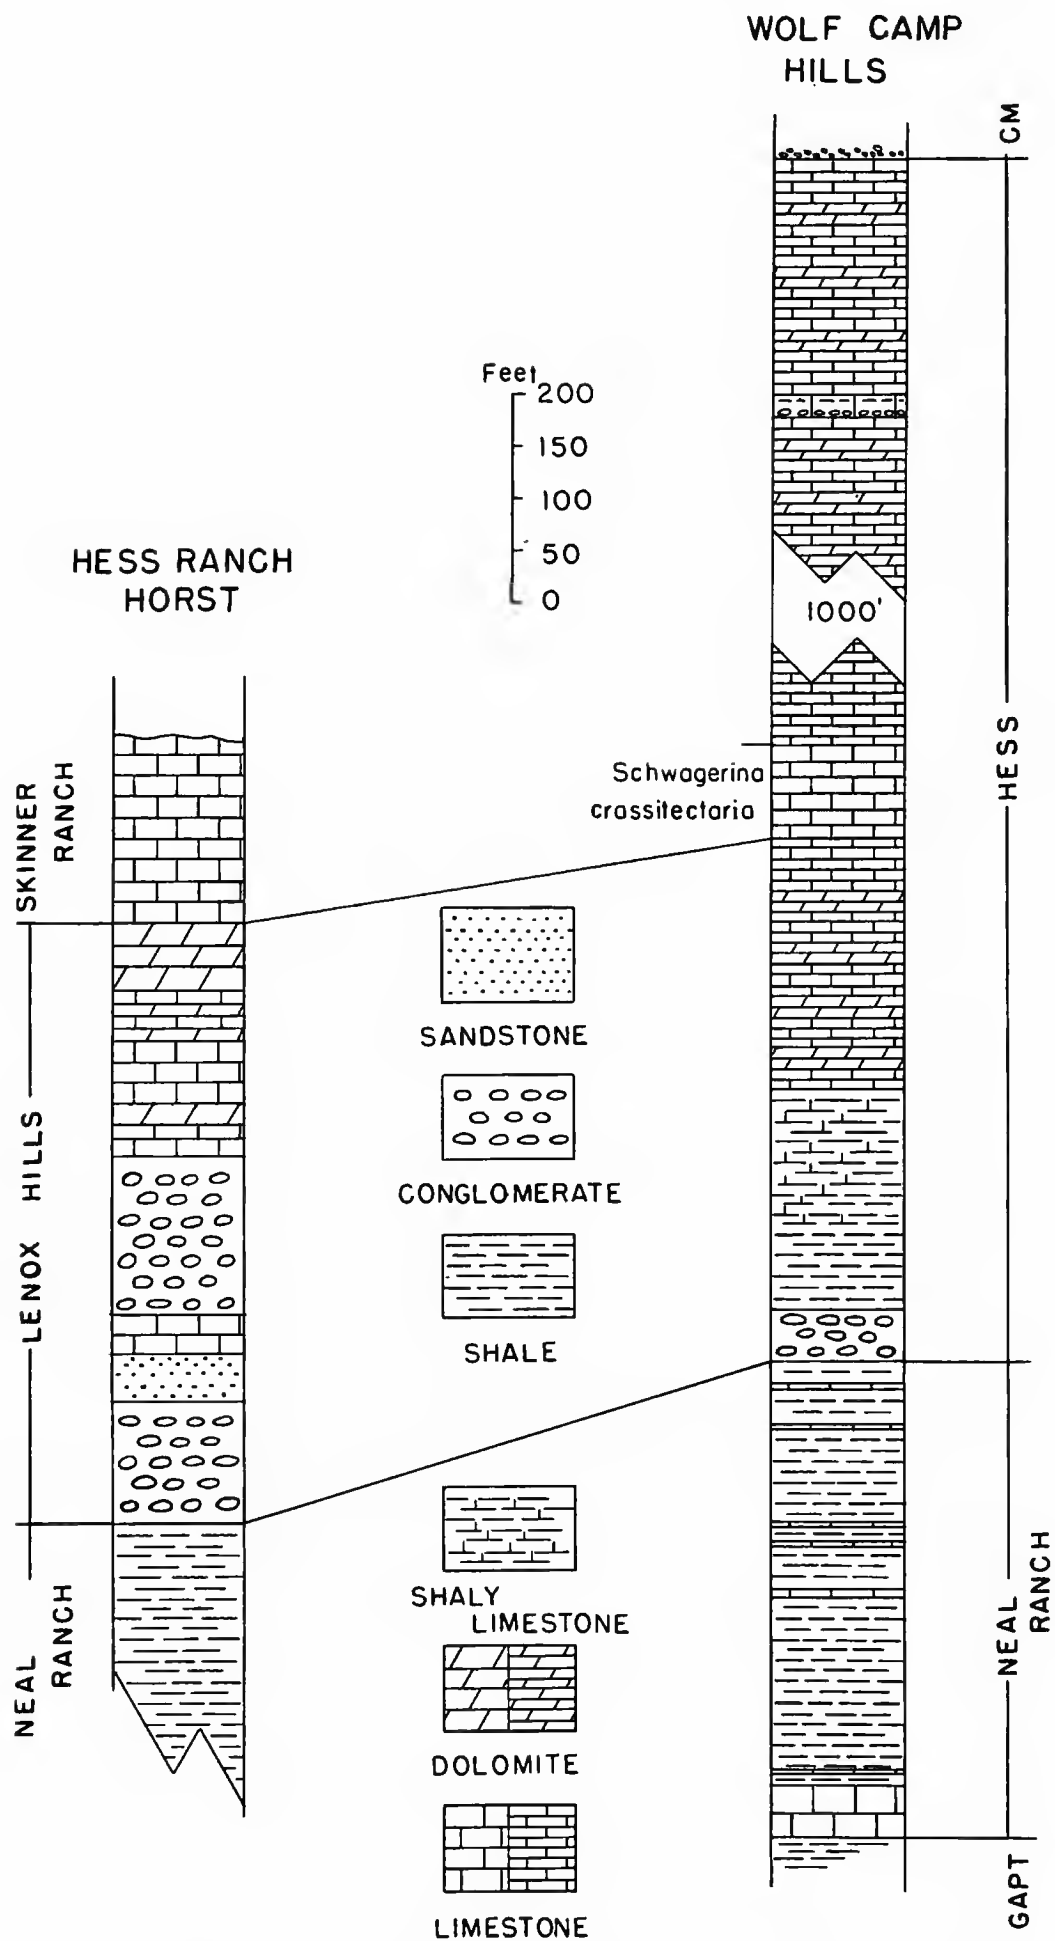 WOLF CAMP
HILLS
CM
Feet
200
150
100
50
0
HESS RANCH
HORST
1000'
HESS
Schwagerina
crassitectaria
SKINNER
RANCH
SANDSTONE
CONGLOMERATE
LENOX HILLS
SHALE
SHALY
LIMESTONE
NEAL
RANCH
NEAL
RANCH
DOLOMITE
GAPT
LIMESTONE